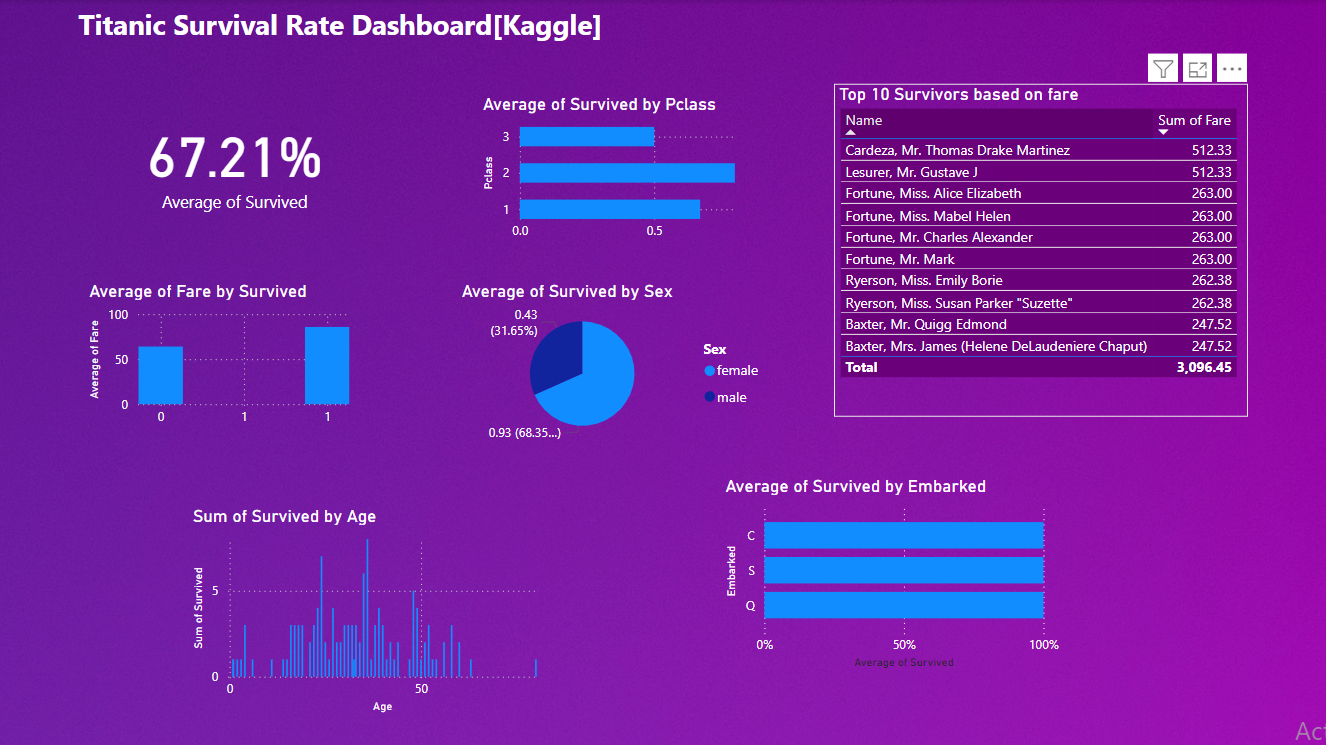 Titanic Survival Rate Dashboard[Kaggle]
67.21%
Average of Survived
Average of Survived by Pclass
Pclass
3
2
1
0.0 0.5
Top 10 Survivors based on fare
Name Sum of Fare
Cardeza, Mr. Thomas Drake Martinez 512.33
Lesurer, Mr. Gustave J 512.33
Fortune, Miss. Alice Elizabeth 263.00
Fortune, Miss. Mabel Helen 263.00
Fortune, Mr. Charles Alexander 263.00
Fortune, Mr. Mark 263.00
Ryerson, Miss. Emily Borie 262.38
Ryerson, Miss. Susan Parker "Suzette" 262.38
Baxter, Mr. Quigg Edmond 247.52
Baxter, Mrs. James (Helene DeLaudeniere Chaput) 247.52
Total 3,096.45
Average of Fare by Survived
Average of Fare
100
50
0
0 1 1
Average of Survived by Sex
0.43
(31.65%)
0.93 (68.35...)
Sex
female
male
Sum of Survived by Age
Sum of Survived
5
0
0 50
Age
Average of Survived by Embarked
Embarked
C
S
Q
0% 50% 100%
Average of Survived